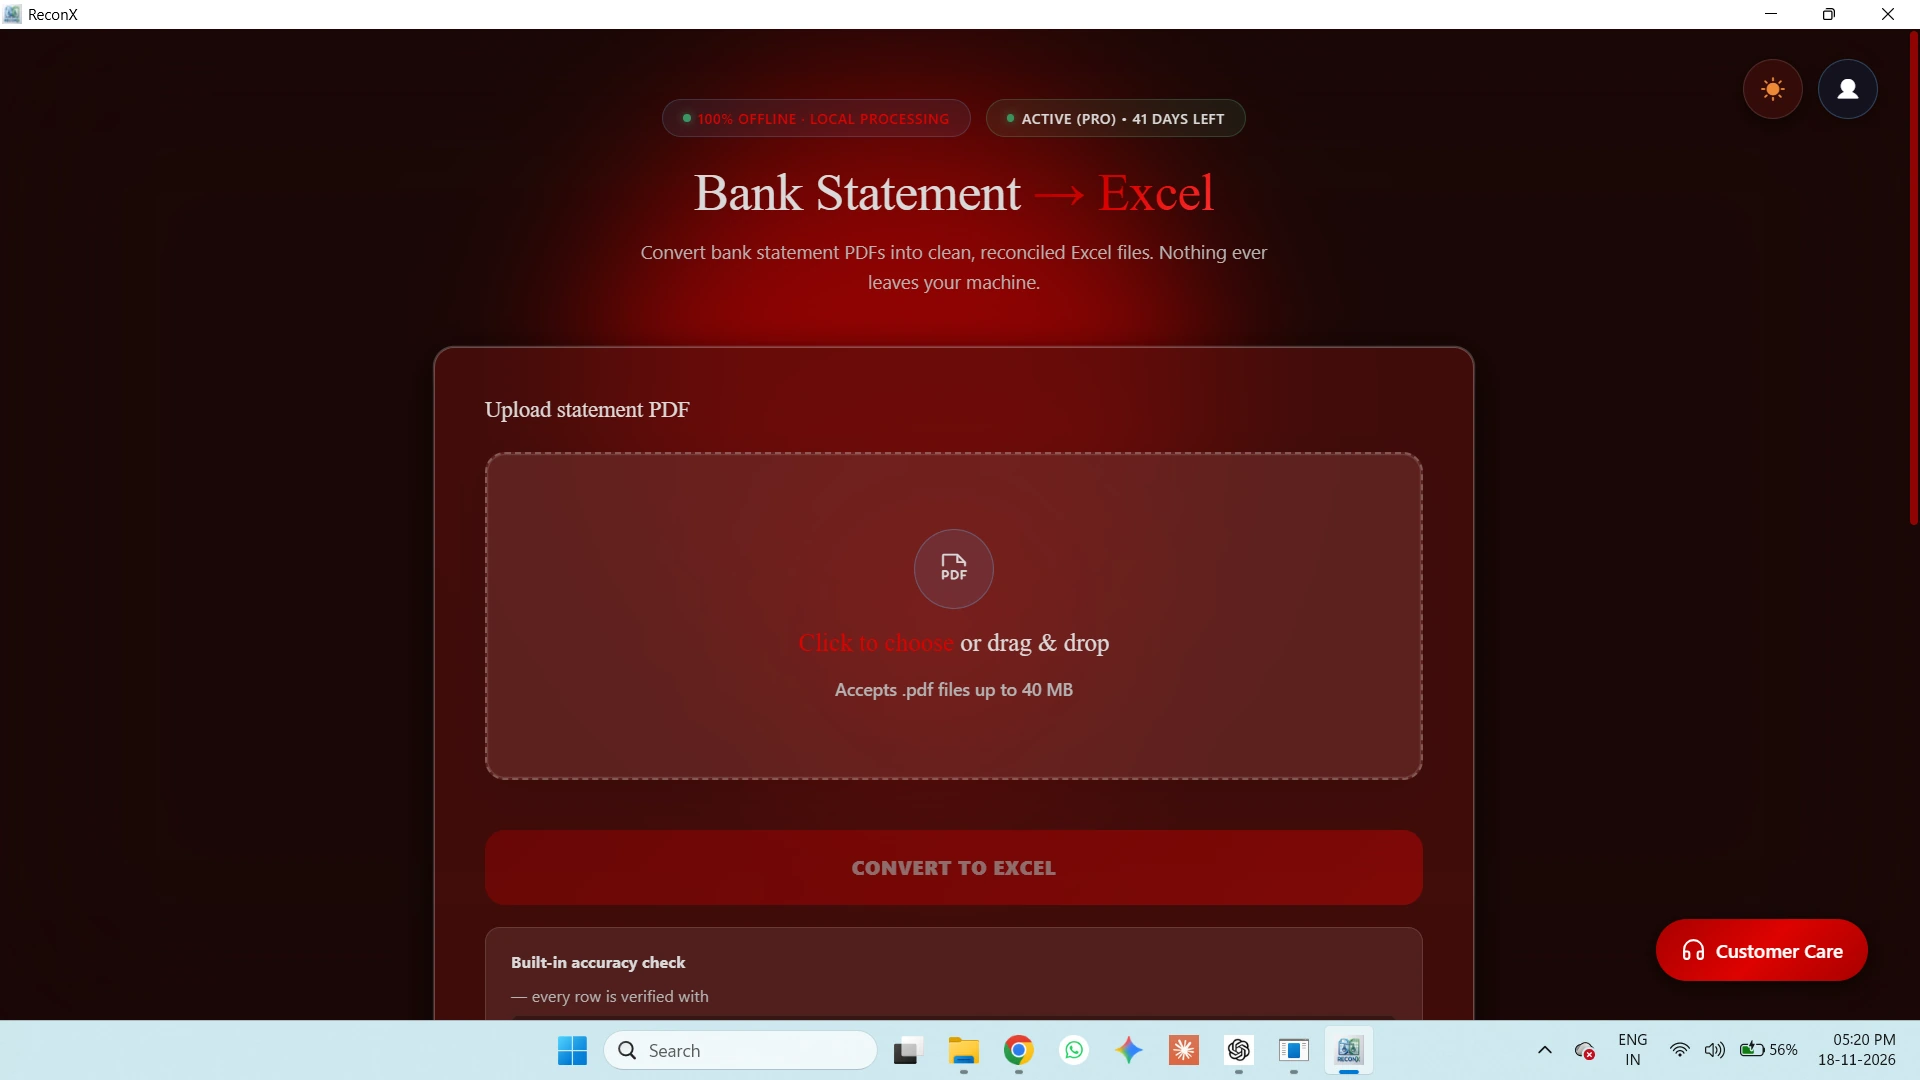 ReconX
100% OFFLINE · LOCAL PROCESSING
ACTIVE (PRO) • 41 DAYS LEFT
Bank Statement → Excel
Convert bank statement PDFs into clean, reconciled Excel files. Nothing ever
leaves your machine.
Upload statement PDF
PDF
Click to choose or drag & drop
Accepts .pdf files up to 40 MB
CONVERT TO EXCEL
Built-in accuracy check
— every row is verified with
Customer Care
Search
RECONX
ENG
IN
56%
05:20 PM
18-11-2026